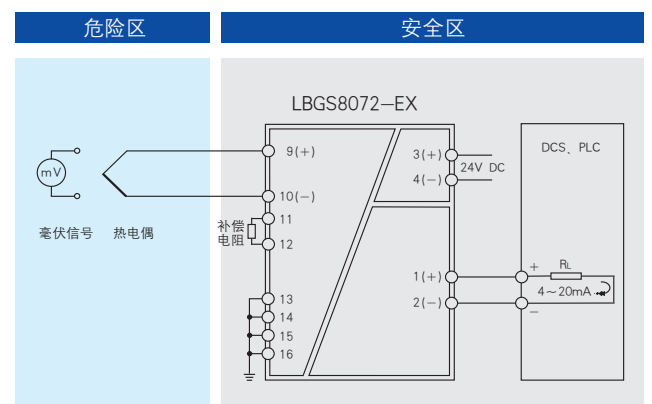 危险区
安全区
LBGS8072-EX
9(+)
3(+)
24V DC
4(-)
DCS、PLC
mV
10(-)
毫伏信号
热电偶
11
补偿
电阻
12
1(+)
2(-)
+
RL
4~20mA
-
13
14
15
16